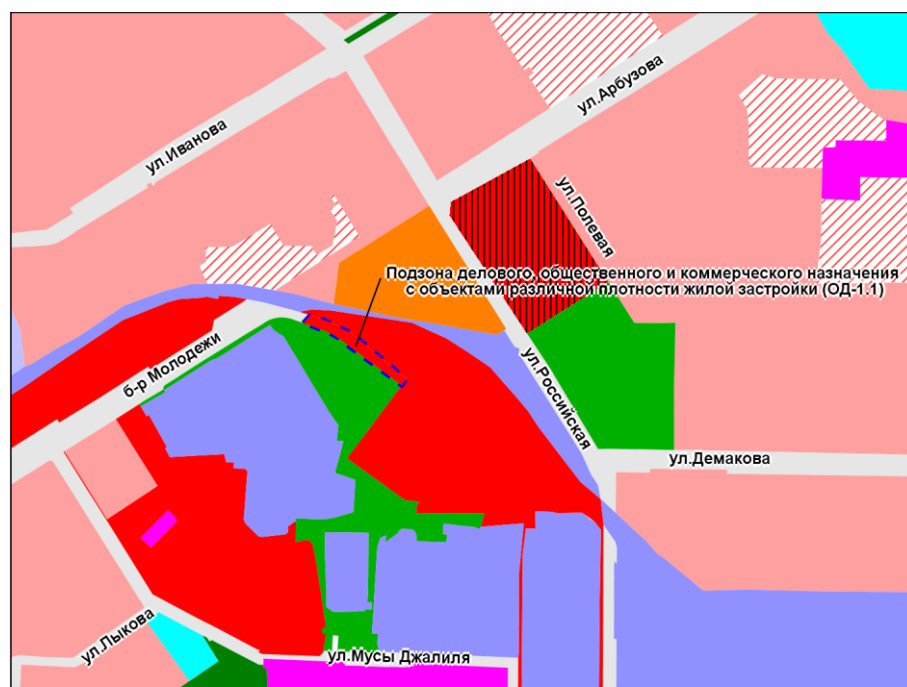 ул.Арбузова
ул.Иванова
ул.Полевая
Подзона делового, общественного и коммерческого назначения
с объектами различной плотности жилой застройки (ОД-1.1)
б-р Молодежи
ул.Российская
ул.Демакова
ул.Лыкова
ул.Мусы Джалиля